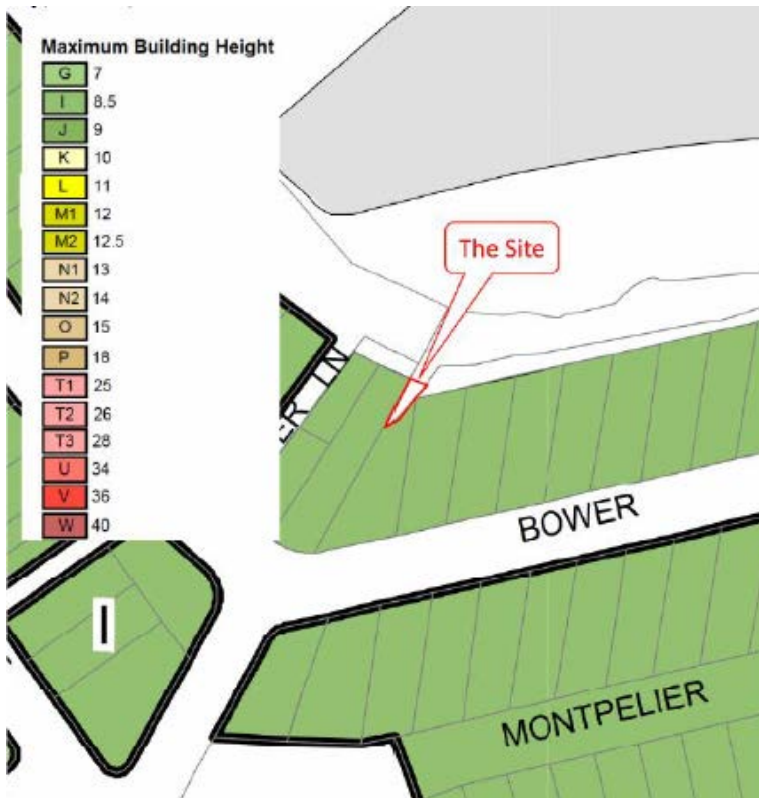 Maximum Building Height
G 7
I 8.5
J 9
K 10
L 11
M1 12
M2 12.5
N1 13
N2 14
O 15
P 18
T1 25
T2 26
T3 28
U 34
V 36
W 40
The Site
LN
BOWER
I
MONTPELIER